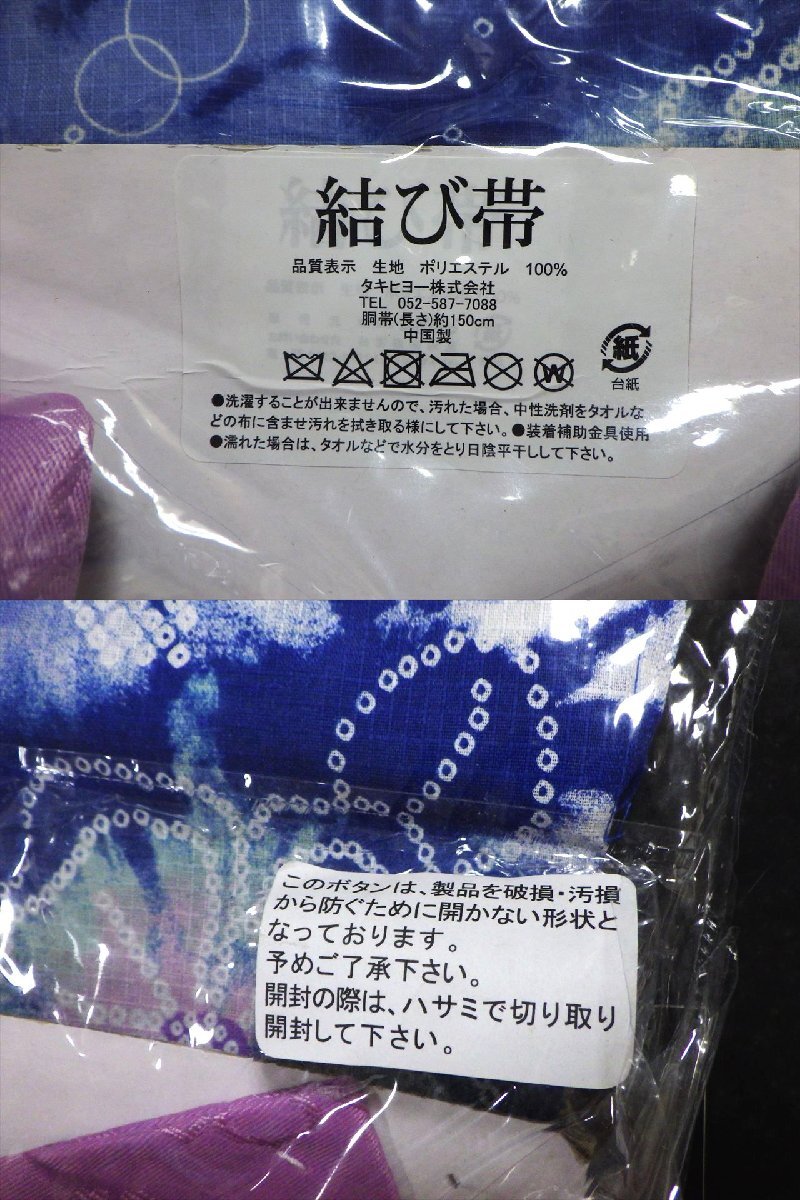 結び帯
品質表示　生地　ポリエステル　100%
タキヒヨー株式会社
TEL 052-587-7088
胴帯(長さ)約150cm
中国製
紙
台紙
W
●洗濯することが出来ませんので、汚れた場合、中性洗剤をタオルな
どの布に含ませ汚れを拭き取る様にして下さい。●装着補助金具使用
●濡れた場合は、タオルなどで水分をとり日陰平干しして下さい。
このボタンは、製品を破損・汚損
から防ぐために開かない形状と
なっております。
予めご了承下さい。
開封の際は、ハサミで切り取り
開封して下さい。